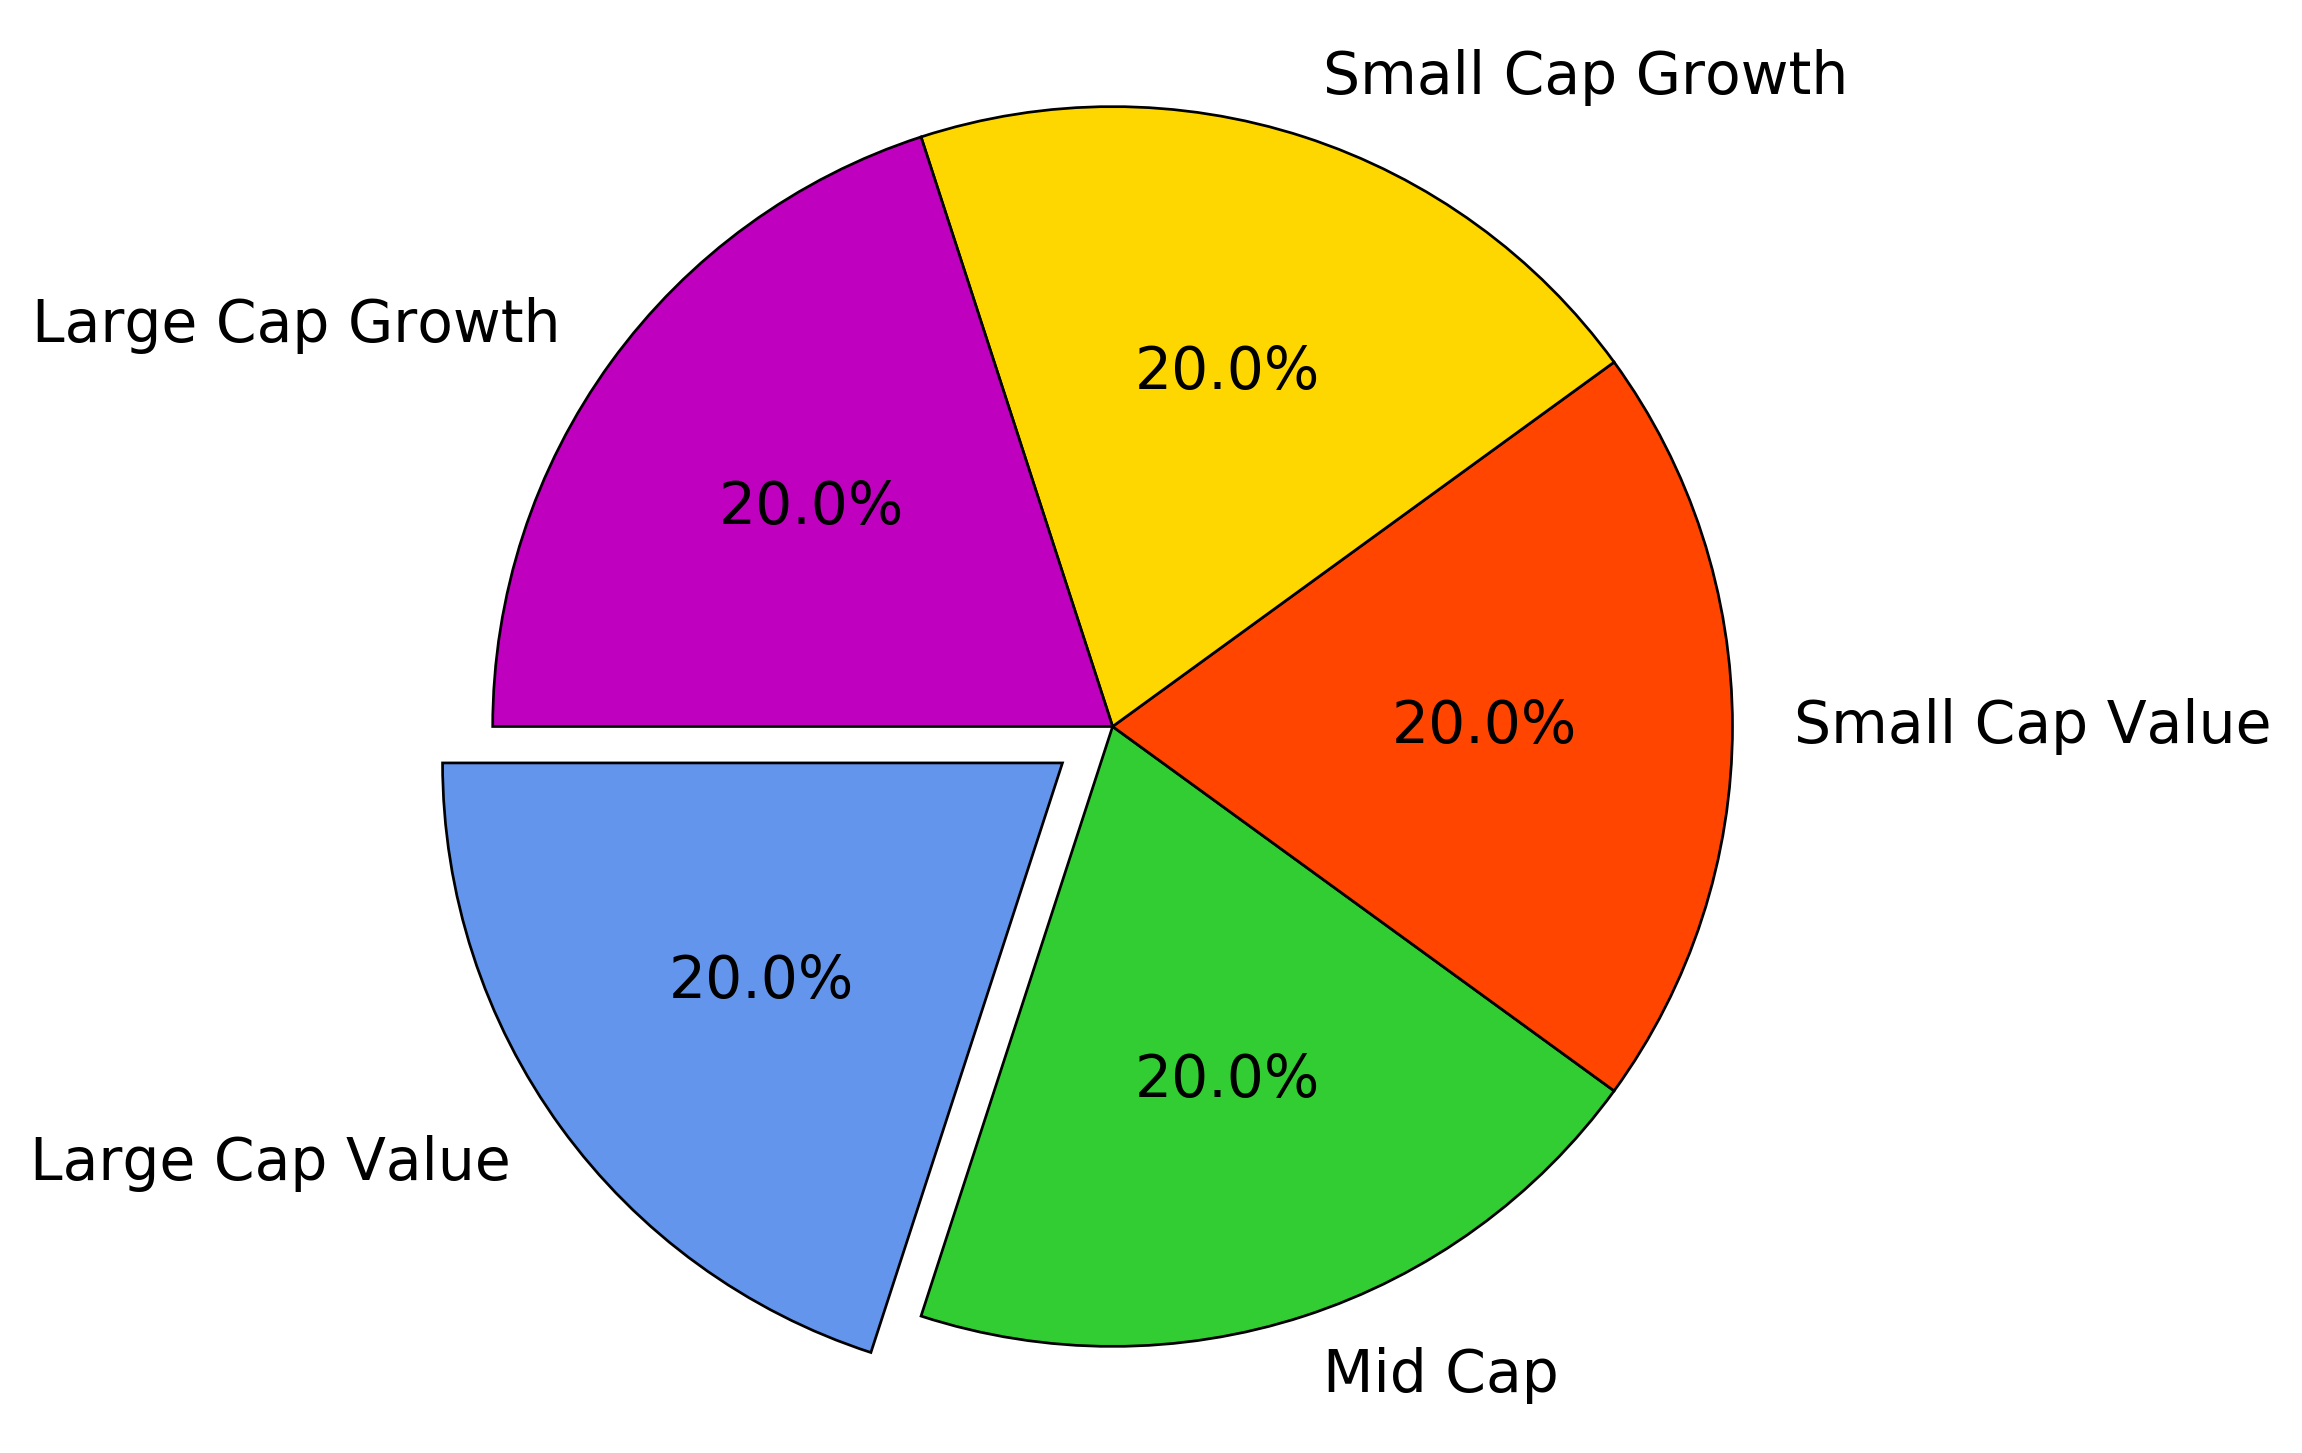 Small Cap Growth
Large Cap Growth
20.0%
20.0%
20.0%
Small Cap Value
20.0%
20.0%
Large Cap Value
Mid Cap